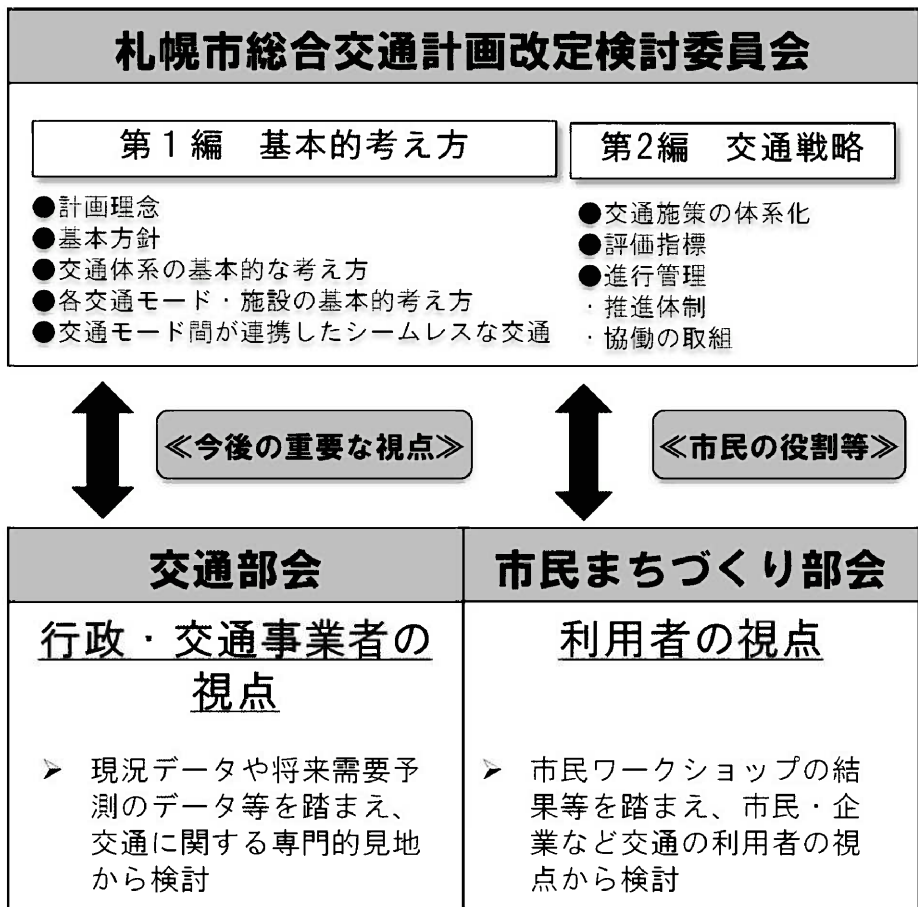 札幌市総合交通計画改定検討委員会
第1編　基本的考え方
●計画理念
●基本方針
●交通体系の基本的な考え方
●各交通モード・施設の基本的考え方
●交通モード間が連携したシームレスな交通
第2編　交通戦略
●交通施策の体系化
●評価指標
●進行管理
・推進体制
・協働の取組
≪今後の重要な視点≫
≪市民の役割等≫
交通部会
行政・交通事業者の
視点
➢ 現況データや将来需要予
測のデータ等を踏まえ、
交通に関する専門的見地
から検討
市民まちづくり部会
利用者の視点
➢ 市民ワークショップの結
果等を踏まえ、市民・企
業など交通の利用者の視
点から検討